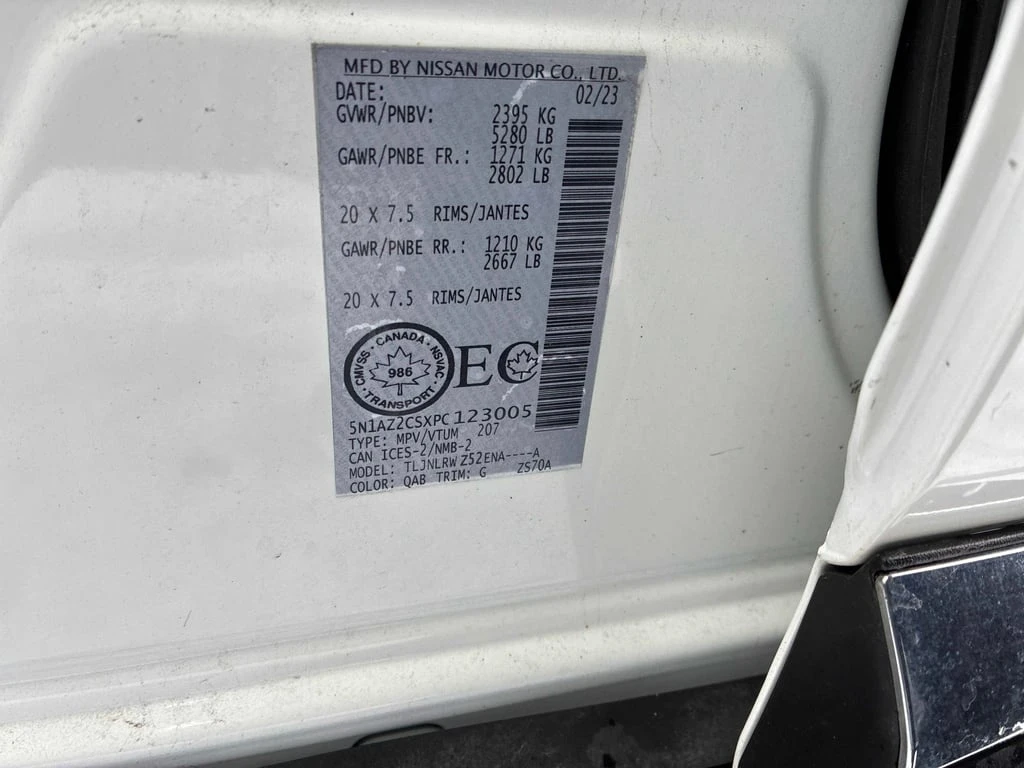 MFD BY NISSAN MOTOR CO., LTD.
DATE: 02/23
GVWR/PNBV: 2395 KG
5280 LB
GAWR/PNBE FR.: 1271 KG
2802 LB
20 X 7.5 RIMS/JANTES
GAWR/PNBE RR.: 1210 KG
2667 LB
20 X 7.5 RIMS/JANTES
CMVSS · CANADA · NSVAC · TRANSPORT
986
EC
5N1AZ2CSXPC123005
TYPE: MPV/VTUM 207
CAN ICES-2/NMB-2
MODEL: TLJNLRW Z52ENA----A
COLOR: QAB TRIM: G ZS70A